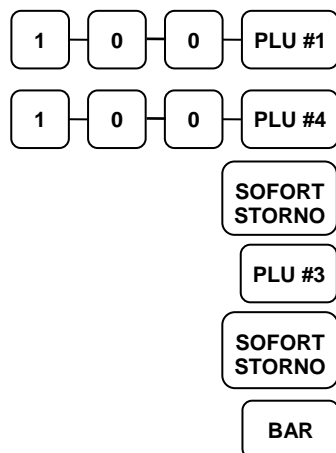 1 0 0 PLU #1
1 0 0 PLU #4
SOFORT
STORNO
PLU #3
SOFORT
STORNO
BAR